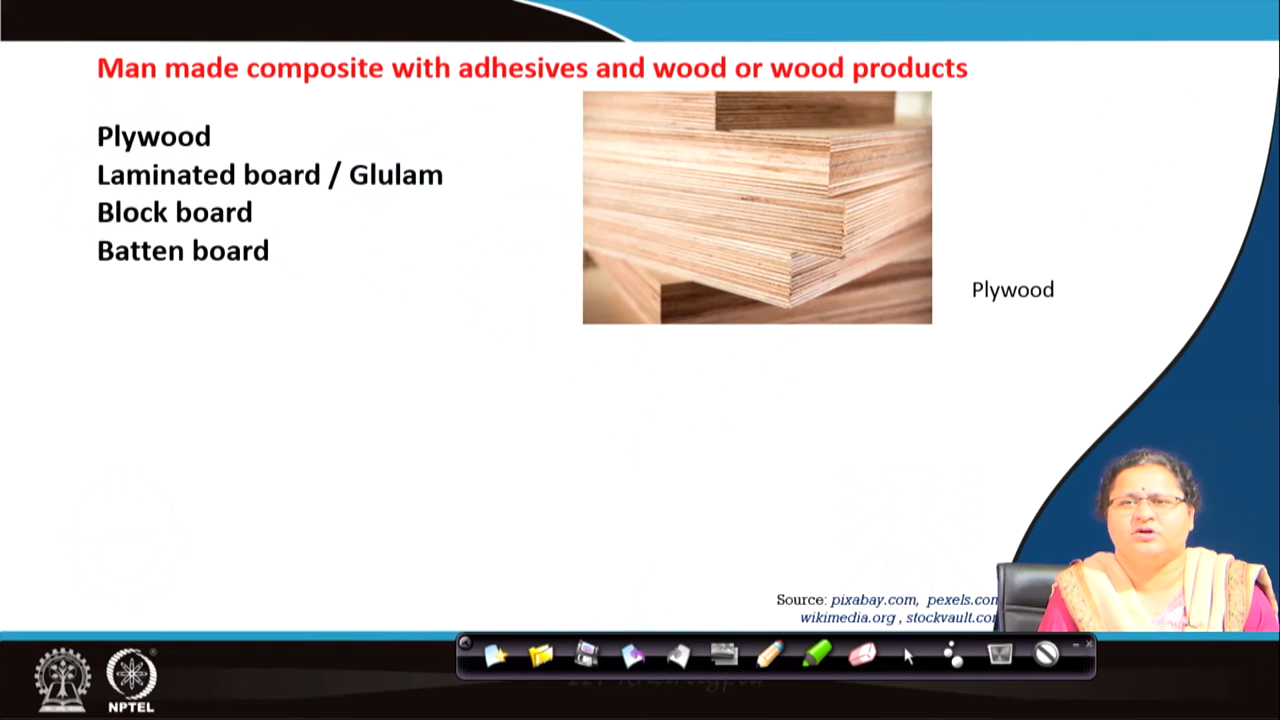 Man made composite with adhesives and wood or wood products
Plywood
Laminated board / Glulam
Block board
Batten board
Plywood
Source: pixabay.com, pexels.com
wikimedia.org , stockvault.com
NPTEL